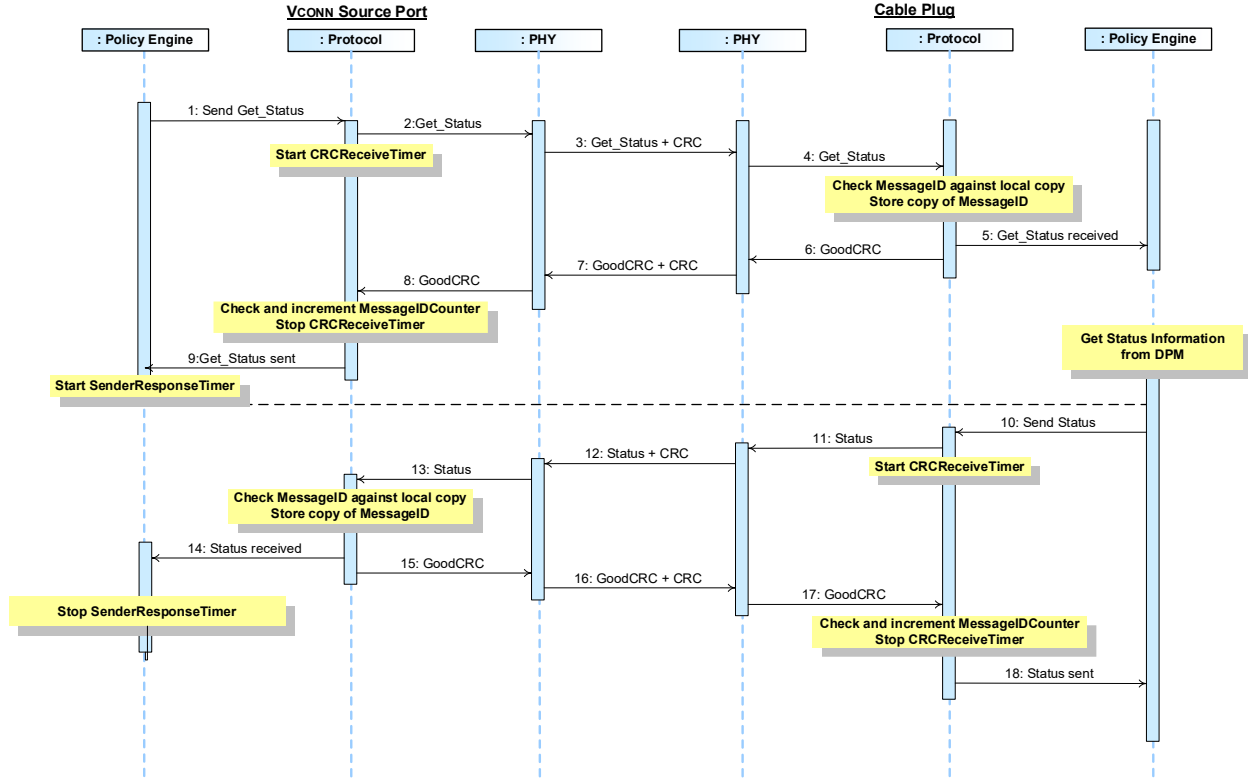 VCONN Source Port
Cable Plug
: Policy Engine
: Protocol
: PHY
: PHY
: Protocol
: Policy Engine
1: Send Get_Status
2:Get_Status
Start CRCReceiveTimer
3: Get_Status + CRC
4: Get_Status
Check MessageID against local copy
Store copy of MessageID
5: Get_Status received
6: GoodCRC
7: GoodCRC + CRC
8: GoodCRC
Check and increment MessageIDCounter
Stop CRCReceiveTimer
9:Get_Status sent
Start SenderResponseTimer
Get Status Information
from DPM
10: Send Status
11: Status
Start CRCReceiveTimer
12: Status + CRC
13: Status
Check MessageID against local copy
Store copy of MessageID
14: Status received
15: GoodCRC
16: GoodCRC + CRC
17: GoodCRC
Stop SenderResponseTimer
Check and increment MessageIDCounter
Stop CRCReceiveTimer
18: Status sent